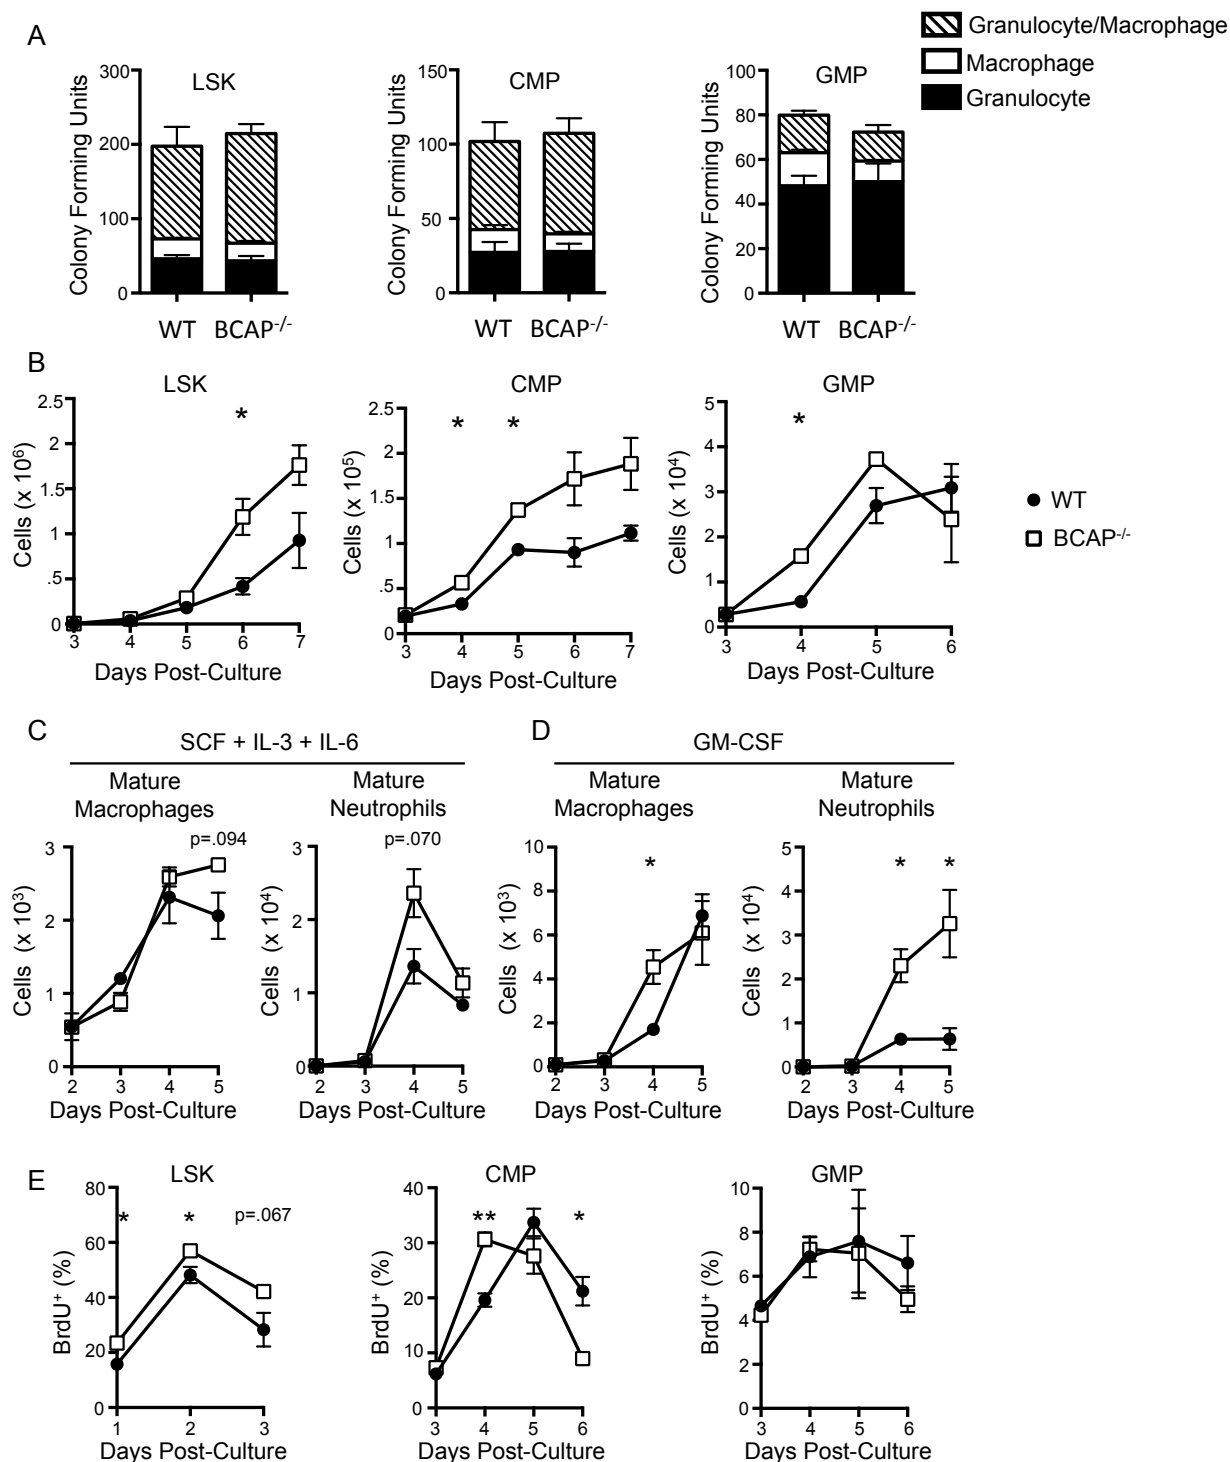 A
Granulocyte/Macrophage
Macrophage
Granulocyte
LSK
Colony Forming Units
300
200
100
0
WT BCAP-/-
CMP
Colony Forming Units
150
100
50
0
WT BCAP-/-
GMP
Colony Forming Units
100
80
60
40
20
0
WT BCAP-/-
B
LSK
*
Cells (x 10⁶)
2.5
2
1.5
1
.5
0
3 4 5 6 7
Days Post-Culture
CMP
* *
Cells (x 10⁵)
2.5
2
1.5
1
.5
0
3 4 5 6 7
Days Post-Culture
GMP
*
Cells (x 10⁴)
5
4
3
2
1
0
3 4 5 6
Days Post-Culture
WT
BCAP-/-
C
SCF + IL-3 + IL-6
Mature
Macrophages
p=.094
Cells (x 10³)
3
2
1
0
2 3 4 5
Days Post-Culture
Mature
Neutrophils
p=.070
Cells (x 10⁴)
3
2
1
0
2 3 4 5
Days Post-Culture
D
GM-CSF
Mature
Macrophages
*
Cells (x 10³)
10
8
6
4
2
0
2 3 4 5
Days Post-Culture
Mature
Neutrophils
* *
Cells (x 10⁴)
5
4
3
2
1
0
2 3 4 5
Days Post-Culture
E
LSK
* * p=.067
BrdU⁺ (%)
80
60
40
20
0
1 2 3
Days Post-Culture
CMP
** *
BrdU⁺ (%)
40
30
20
10
0
3 4 5 6
Days Post-Culture
GMP
BrdU⁺ (%)
10
8
6
4
2
0
3 4 5 6
Days Post-Culture